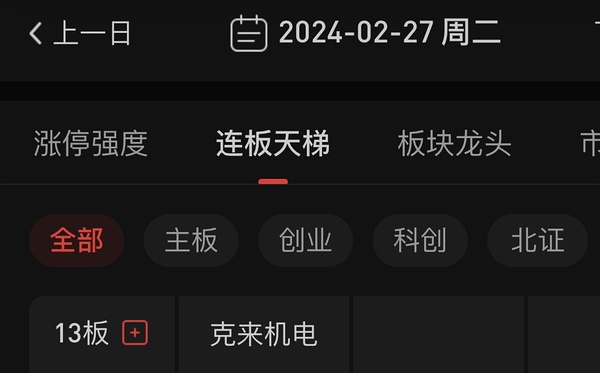 上一日 2024-02-27 周二
涨停强度 连板天梯 板块龙头 市
全部 主板 创业 科创 北证
13板 克来机电